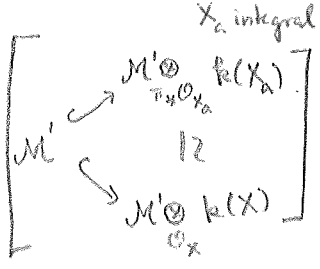 X_a integral
M' ⊗ k(X_a)
π_* O_{X_a}
M' ≀∥
M' ⊗ k(X)
O_X